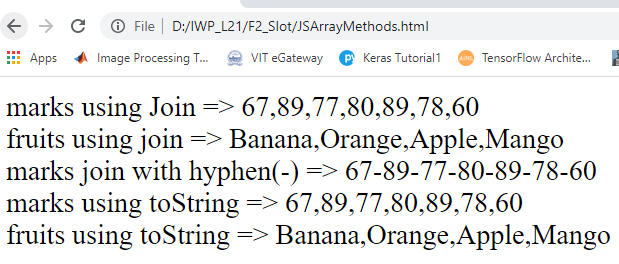 File | D:/IWP_L21/F2_Slot/JSArrayMethods.html
Apps Image Processing T... VIT eGateway Keras Tutorial1 TensorFlow Archite...
marks using Join => 67,89,77,80,89,78,60
fruits using join => Banana,Orange,Apple,Mango
marks join with hyphen(-) => 67-89-77-80-89-78-60
marks using toString => 67,89,77,80,89,78,60
fruits using toString => Banana,Orange,Apple,Mango